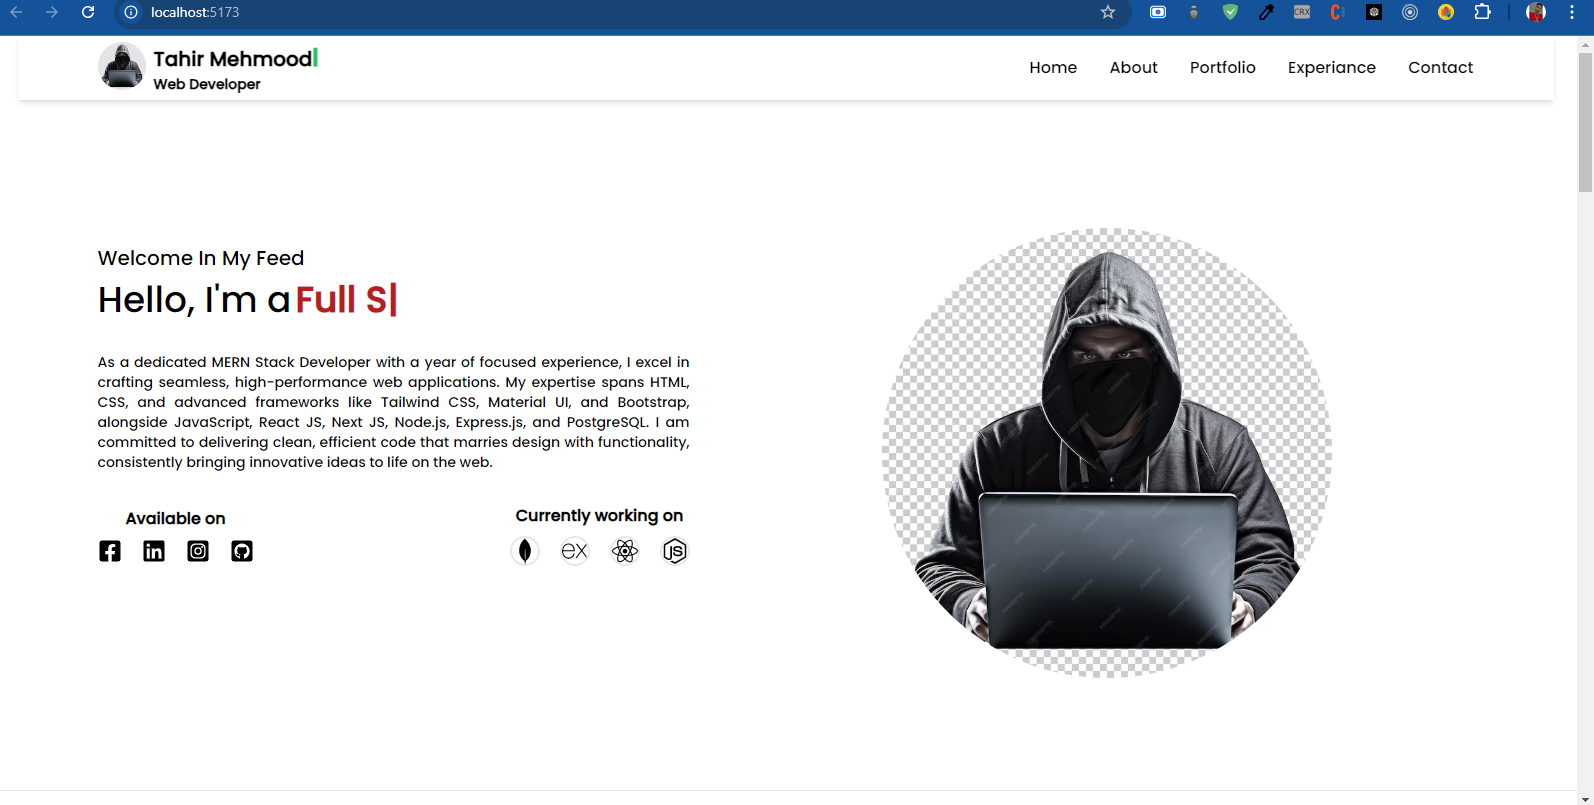 localhost:5173
CRX
Tahir Mehmood
Web Developer
Home
About
Portfolio
Experiance
Contact
Welcome In My Feed
Hello, I'm a Full S
As a dedicated MERN Stack Developer with a year of focused experience, I excel in
crafting seamless, high-performance web applications. My expertise spans HTML,
CSS, and advanced frameworks like Tailwind CSS, Material UI, and Bootstrap,
alongside JavaScript, React JS, Next JS, Node.js, Express.js, and PostgreSQL. I am
committed to delivering clean, efficient code that marries design with functionality,
consistently bringing innovative ideas to life on the web.
Available on
Currently working on
in
ex
JS